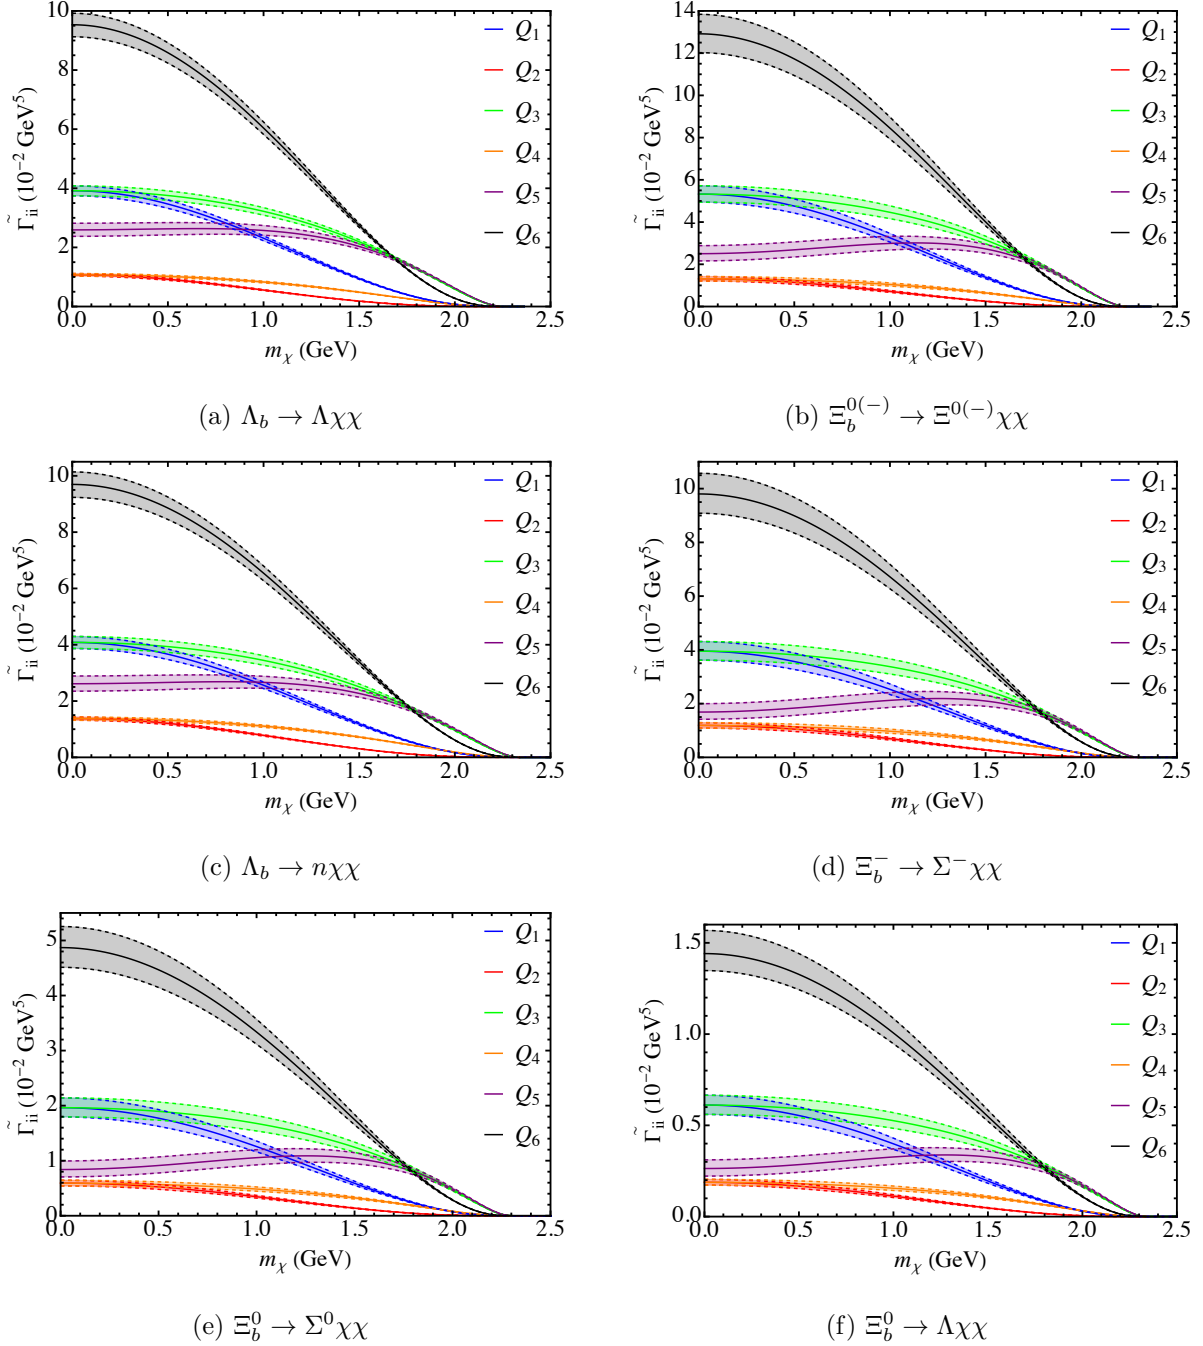 10
8
6
4
2
0
0.0 0.5 1.0 1.5 2.0 2.5
Γ̃ii (10⁻² GeV⁵)
mχ (GeV)
Q1
Q2
Q3
Q4
Q5
Q6
(a) Λb → Λχχ
14
12
10
8
6
4
2
0
0.0 0.5 1.0 1.5 2.0 2.5
Γ̃ii (10⁻² GeV⁵)
mχ (GeV)
Q1
Q2
Q3
Q4
Q5
Q6
(b) Ξb⁰⁽⁻⁾ → Ξ⁰⁽⁻⁾χχ
10
8
6
4
2
0
0.0 0.5 1.0 1.5 2.0 2.5
Γ̃ii (10⁻² GeV⁵)
mχ (GeV)
Q1
Q2
Q3
Q4
Q5
Q6
(c) Λb → nχχ
10
8
6
4
2
0
0.0 0.5 1.0 1.5 2.0 2.5
Γ̃ii (10⁻² GeV⁵)
mχ (GeV)
Q1
Q2
Q3
Q4
Q5
Q6
(d) Ξb⁻ → Σ⁻χχ
5
4
3
2
1
0
0.0 0.5 1.0 1.5 2.0 2.5
Γ̃ii (10⁻² GeV⁵)
mχ (GeV)
Q1
Q2
Q3
Q4
Q5
Q6
(e) Ξb⁰ → Σ⁰χχ
1.5
1.0
0.5
0.0
0.0 0.5 1.0 1.5 2.0 2.5
Γ̃ii (10⁻² GeV⁵)
mχ (GeV)
Q1
Q2
Q3
Q4
Q5
Q6
(f) Ξb⁰ → Λχχ